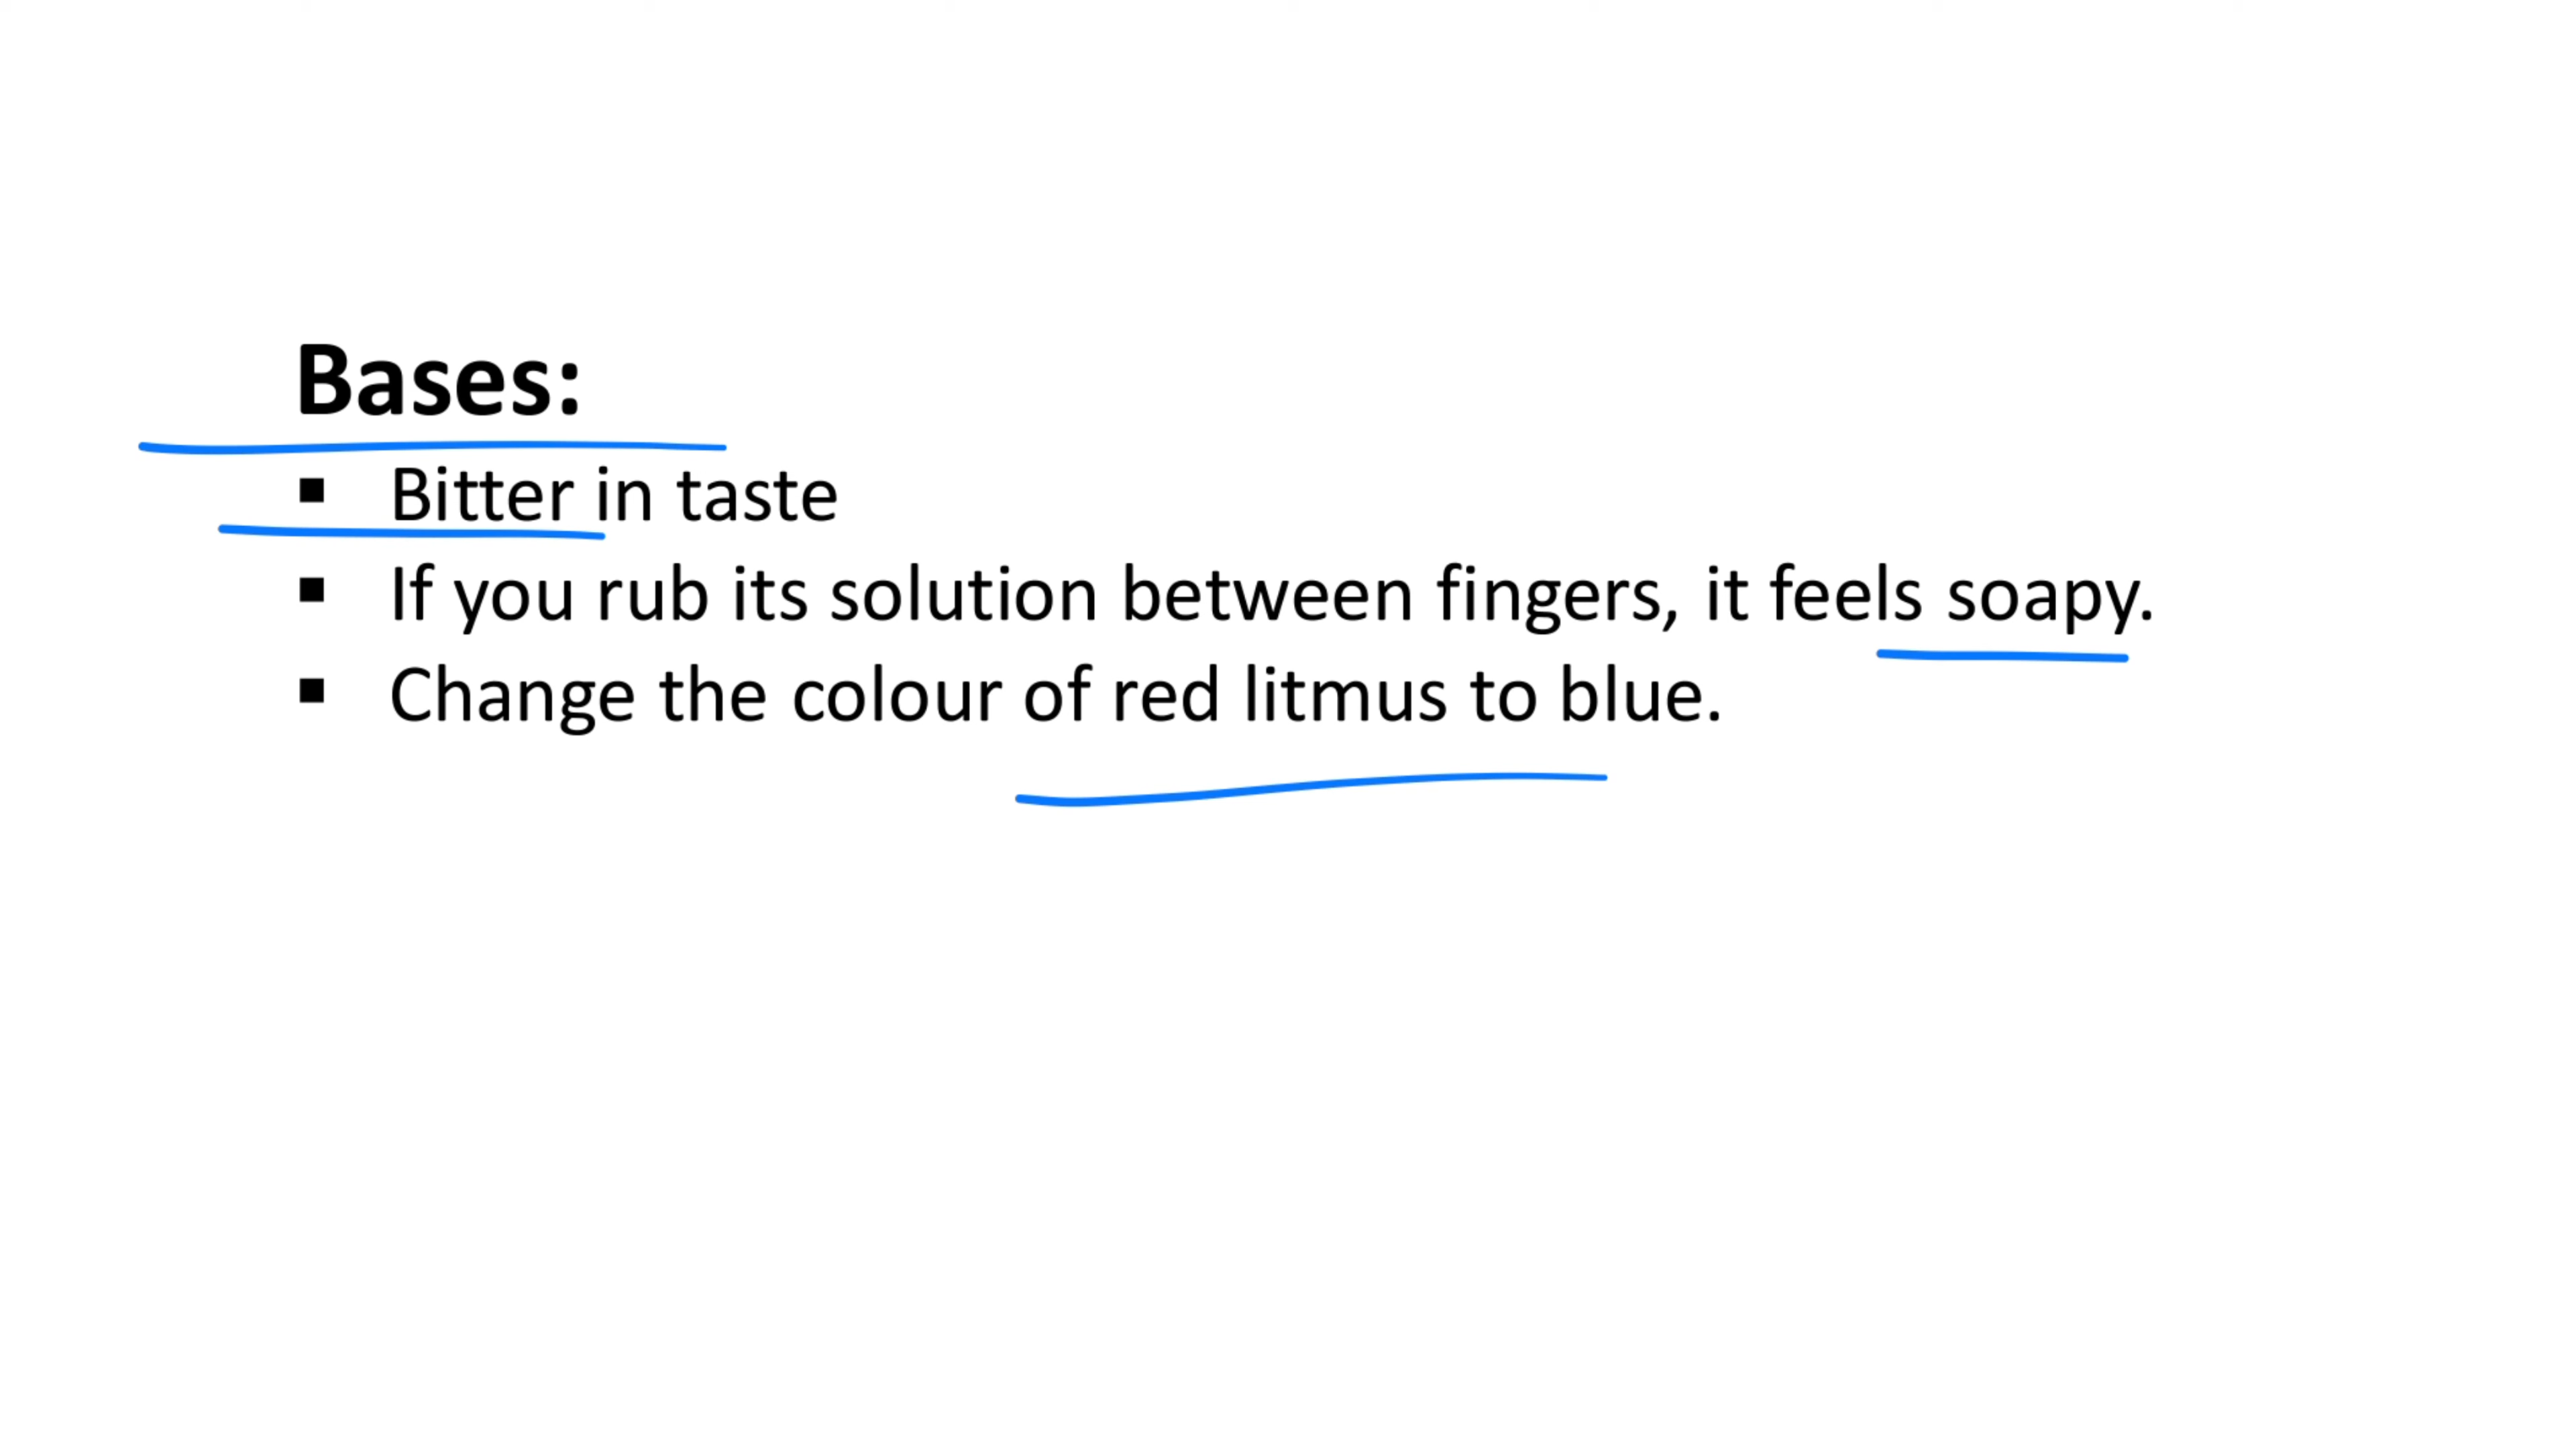 Bases:
▪ Bitter in taste
▪ If you rub its solution between fingers, it feels soapy.
▪ Change the colour of red litmus to blue.